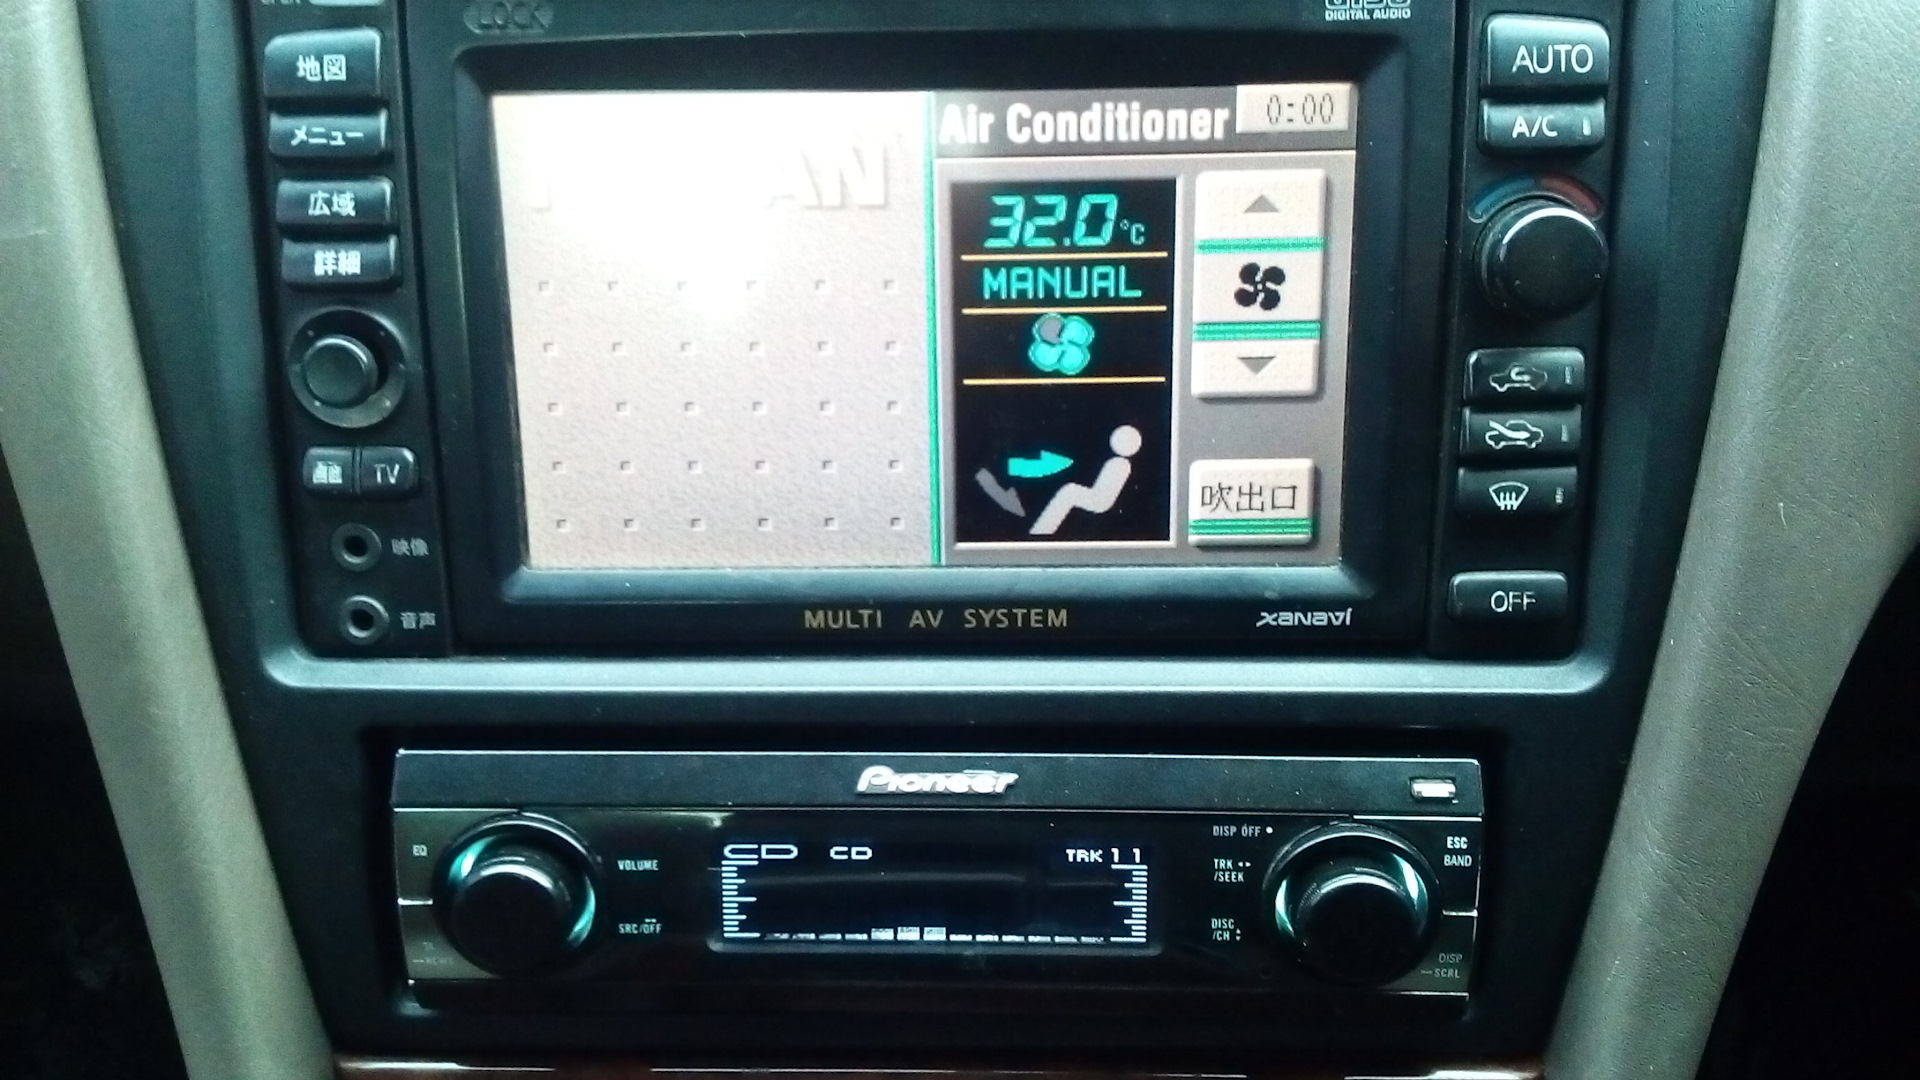 LOCK
DIGITAL AUDIO
地図
メニュー
広域
詳細
画面
TV
映像
音声
Air Conditioner
0:00
32.0°C
MANUAL
吹出口
AUTO
A/C
OFF
MULTI AV SYSTEM
xanavi
Pioneer
EQ
VOLUME
SRC/OFF
CD
CD
TRK 11
DISP OFF
TRK
/SEEK
DISC
/CH
ESC
BAND
DISP
SCRL